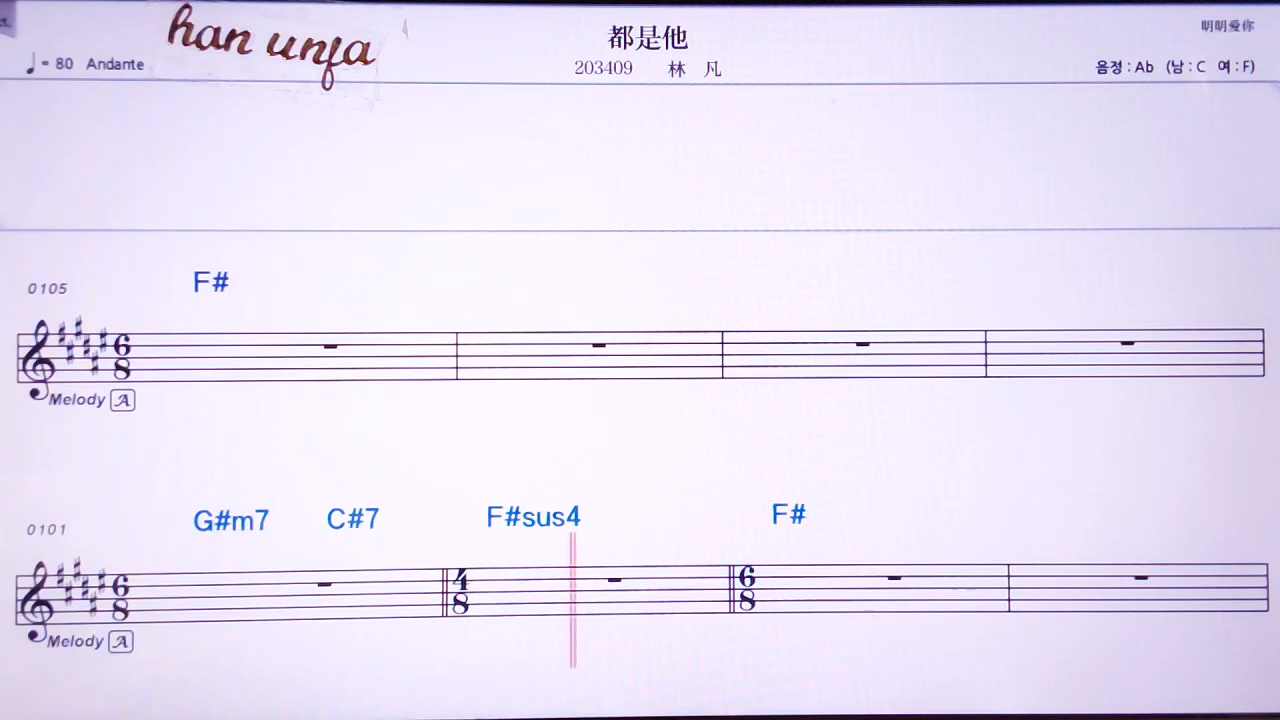 han unfa
都是他
明明爱你
♩ = 80 Andante
203409 林 凡
음정 : Ab (남 : C 여 : F)
0105
F#
6
8
Melody A
0101
G#m7 C#7 F#sus4 F#
6 4 6
8 8 8
Melody A